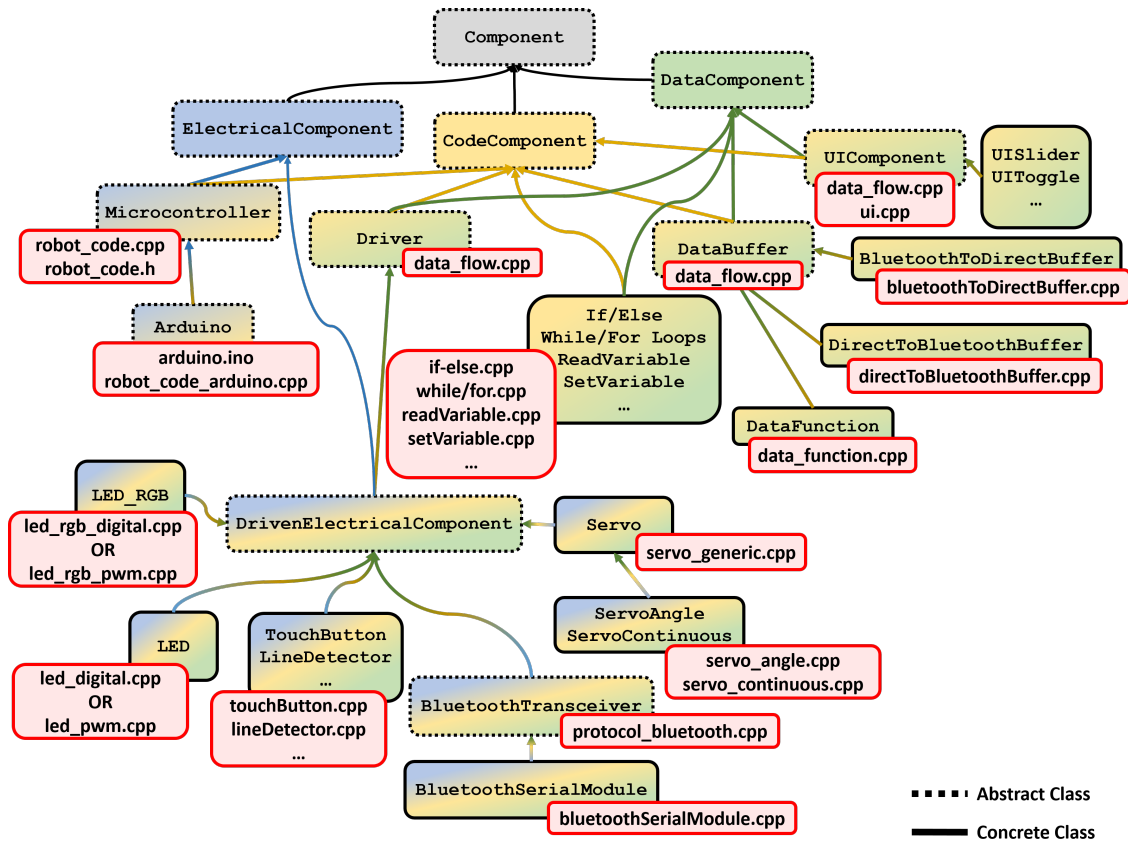 Component
DataComponent
ElectricalComponent
CodeComponent
UIComponent
data_flow.cpp
ui.cpp
UISlider
UIToggle
...
Microcontroller
robot_code.cpp
robot_code.h
Driver
data_flow.cpp
DataBuffer
data_flow.cpp
BluetoothToDirectBuffer
bluetoothToDirectBuffer.cpp
Arduino
arduino.ino
robot_code_arduino.cpp
If/Else
While/For Loops
ReadVariable
SetVariable
...
if-else.cpp
while/for.cpp
readVariable.cpp
setVariable.cpp
...
DirectToBluetoothBuffer
directToBluetoothBuffer.cpp
DataFunction
data_function.cpp
LED_RGB
led_rgb_digital.cpp
OR
led_rgb_pwm.cpp
DrivenElectricalComponent
Servo
servo_generic.cpp
LED
led_digital.cpp
OR
led_pwm.cpp
TouchButton
LineDetector
...
touchButton.cpp
lineDetector.cpp
...
ServoAngle
ServoContinuous
servo_angle.cpp
servo_continuous.cpp
BluetoothTransceiver
protocol_bluetooth.cpp
BluetoothSerialModule
bluetoothSerialModule.cpp
Abstract Class
Concrete Class